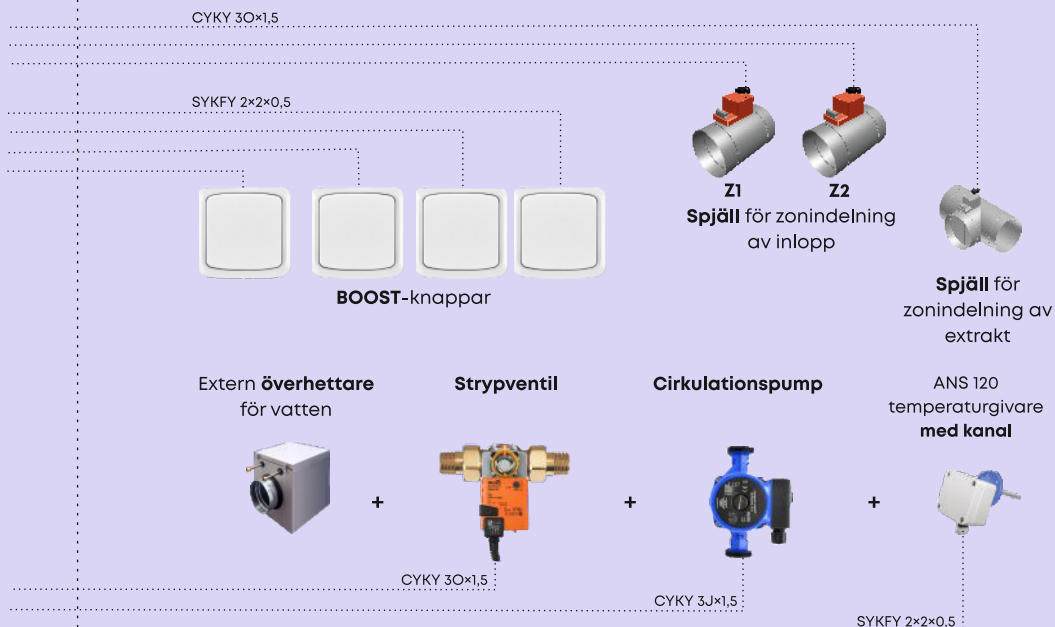 CYKY 3O×1,5
SYKFY 2×2×0,5
Z1
Z2
Spjäll för zonindelning
av inlopp
BOOST-knappar
Spjäll för
zonindelning av
extrakt
Extern överhettare
för vatten
Strypventil
Cirkulationspump
ANS 120
temperaturgivare
med kanal
+
+
+
CYKY 3O×1,5
CYKY 3J×1,5
SYKFY 2×2×0,5